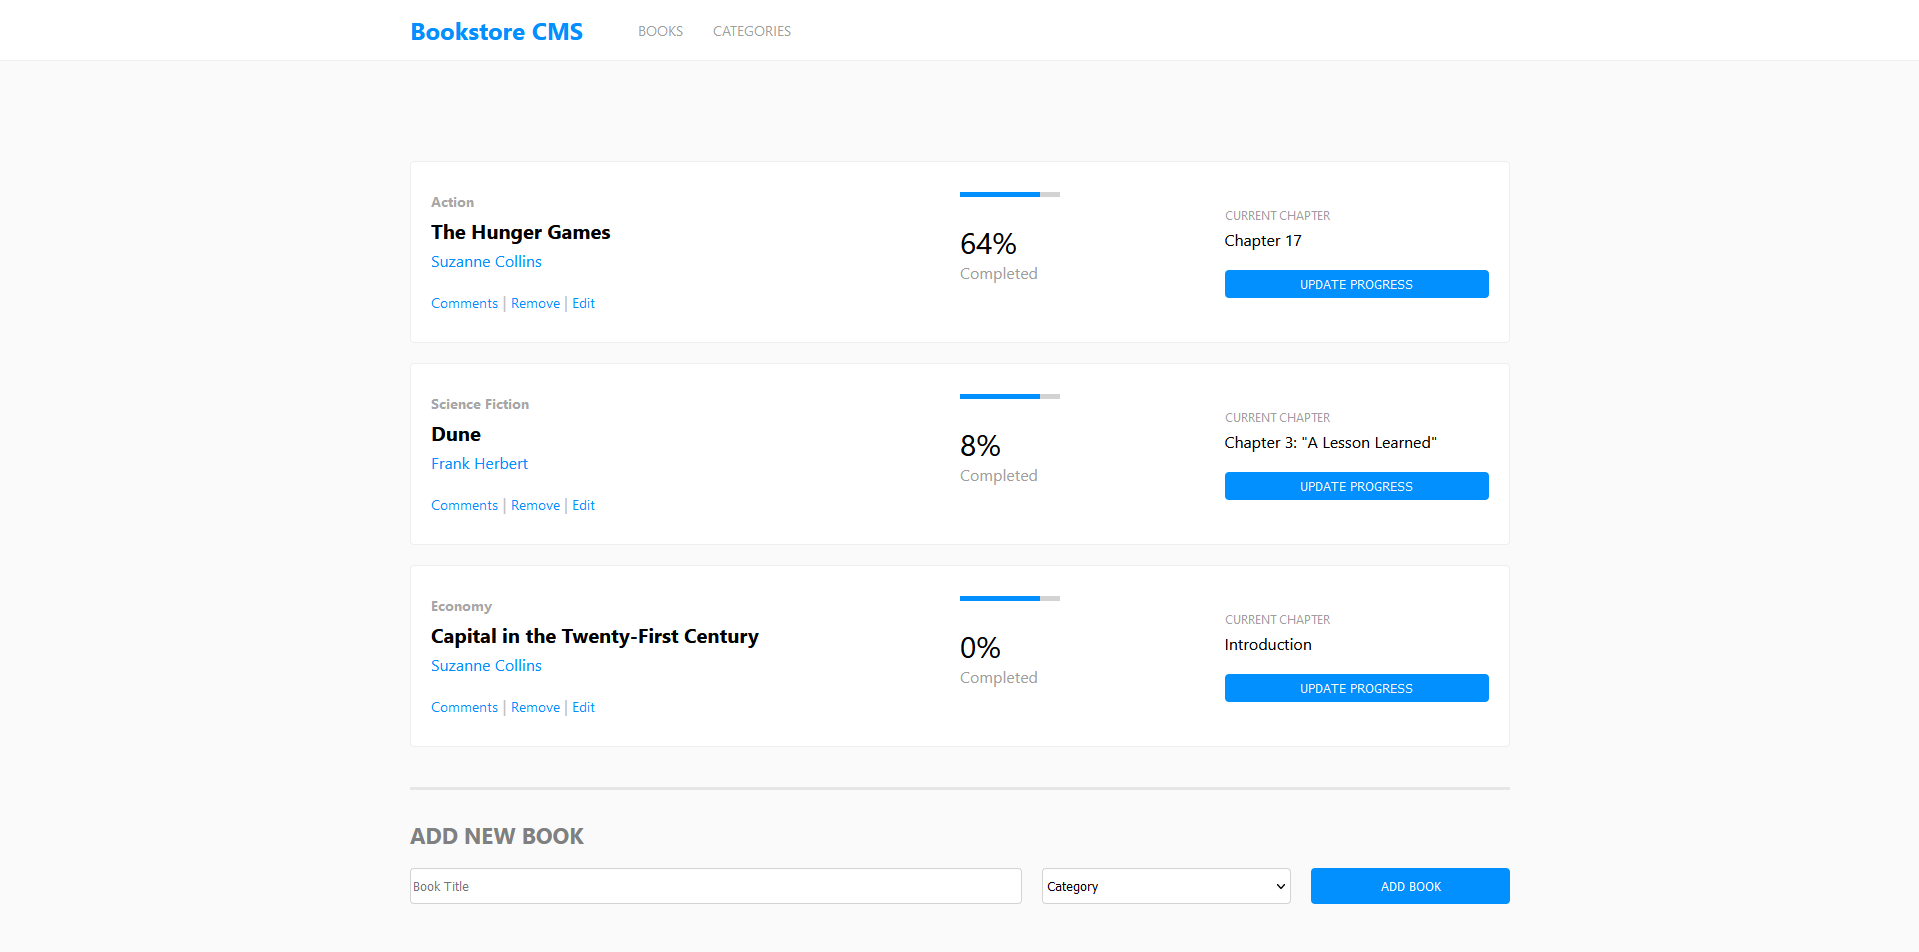 Bookstore CMS BOOKS CATEGORIES
Action
The Hunger Games
Suzanne Collins
Comments | Remove | Edit
64%
Completed
CURRENT CHAPTER
Chapter 17
UPDATE PROGRESS
Science Fiction
Dune
Frank Herbert
Comments | Remove | Edit
8%
Completed
CURRENT CHAPTER
Chapter 3: "A Lesson Learned"
UPDATE PROGRESS
Economy
Capital in the Twenty-First Century
Suzanne Collins
Comments | Remove | Edit
0%
Completed
CURRENT CHAPTER
Introduction
UPDATE PROGRESS
ADD NEW BOOK
Book Title Category ADD BOOK